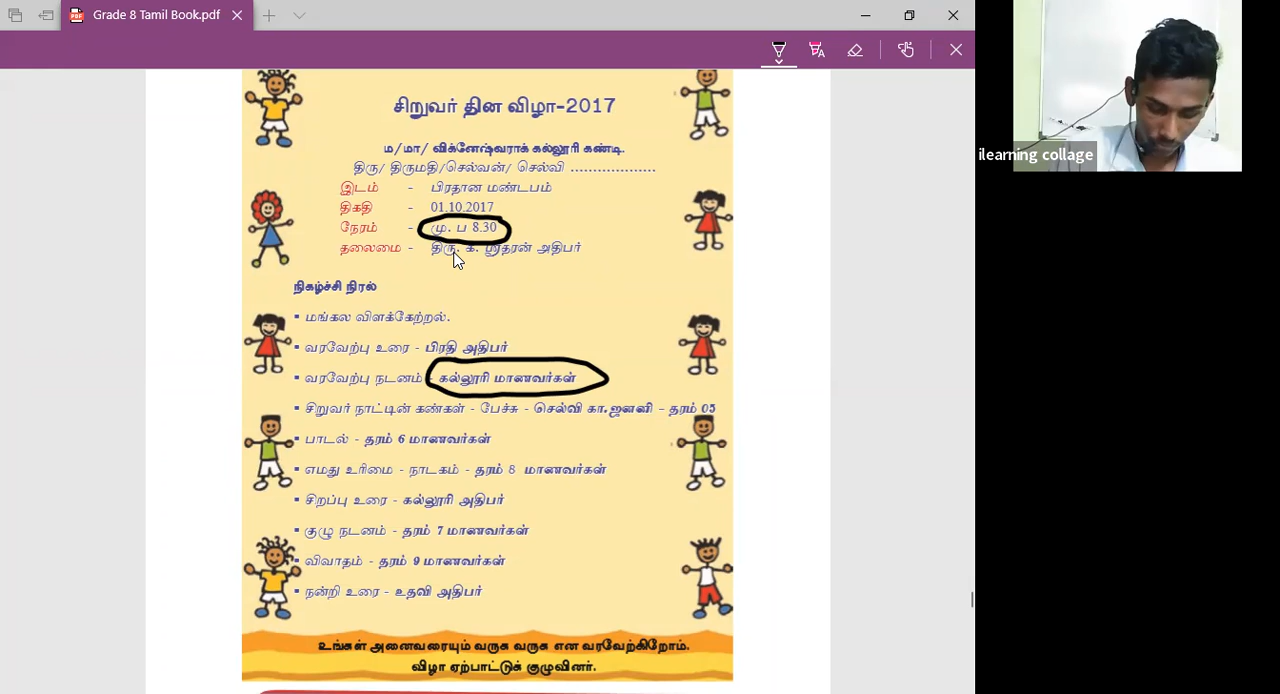 Grade 8 Tamil Book.pdf
ilearning collage
சிறுவர் தின விழா-2017
ம/மா/ விக்னேஷ்வராக் கல்லூரி கண்டி.
திரு/ திருமதி/செல்வன்/ செல்வி ...................
இடம் - பிரதான மண்டபம்
திகதி - 01.10.2017
நேரம் - மு. ப 8.30
தலைமை - திரு. க. ஸ்ரீதரன் அதிபர்
நிகழ்ச்சி நிரல்
▪ மங்கல விளக்கேற்றல்.
▪ வரவேற்பு உரை - பிரதி அதிபர்
▪ வரவேற்பு நடனம் - கல்லூரி மாணவர்கள்
▪ சிறுவர் நாட்டின் கண்கள் - பேச்சு - செல்வி கா.ஜனனி - தரம் 05
▪ பாடல் - தரம் 6 மாணவர்கள்
▪ எமது உரிமை - நாடகம் - தரம் 8 மாணவர்கள்
▪ சிறப்பு உரை - கல்லூரி அதிபர்
▪ குழு நடனம் - தரம் 7 மாணவர்கள்
▪ விவாதம் - தரம் 9 மாணவர்கள்
▪ நன்றி உரை - உதவி அதிபர்
உங்கள் அனைவரையும் வருக வருக என வரவேற்கிறோம்.
விழா ஏற்பாட்டுக் குழுவினர்.